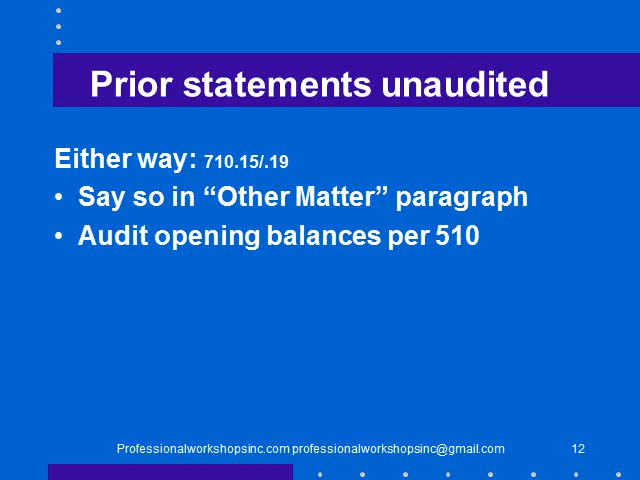 Prior statements unaudited
Either way: 710.15/.19
• Say so in “Other Matter” paragraph
• Audit opening balances per 510
Professionalworkshopsinc.com professionalworkshopsinc@gmail.com 12